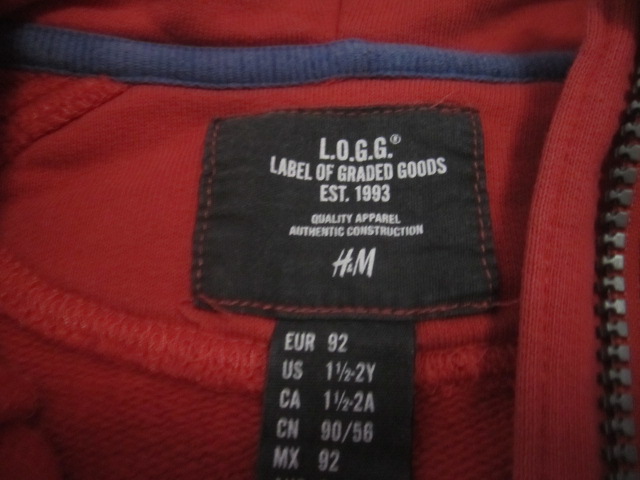 L.O.G.G.®
LABEL OF GRADED GOODS
EST. 1993
QUALITY APPAREL
AUTHENTIC CONSTRUCTION
H&M
EUR 92
US 1½-2Y
CA 1½-2A
CN 90/56
MX 92